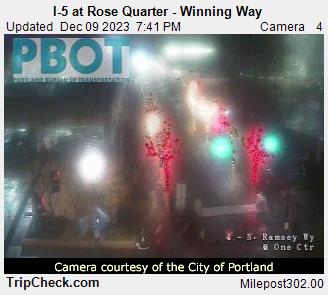 I-5 at Rose Quarter - Winning Way
Updated Dec 09 2023 7:41 PM Camera 4
PBOT
PORTLAND BUREAU OF TRANSPORTATION
4 - N. Ramsey Wy
@ One Ctr
Camera courtesy of the City of Portland
TripCheck.com Milepost302.00